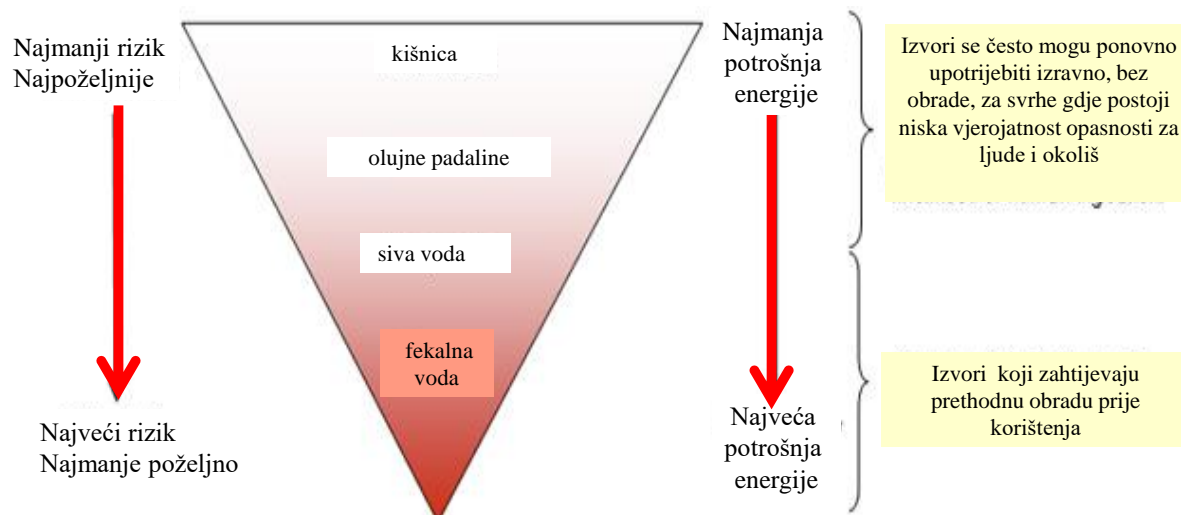 Najmanji rizik
Najpoželjnije
kišnica
olujne padaline
siva voda
fekalna
voda
Najveći rizik
Najmanje poželjno
Najmanja
potrošnja
energije
Najveća
potrošnja
energije
Izvori se često mogu ponovno
upotrijebiti izravno, bez
obrade, za svrhe gdje postoji
niska vjerojatnost opasnosti za
ljude i okoliš
Izvori koji zahtijevaju
prethodnu obradu prije
korištenja